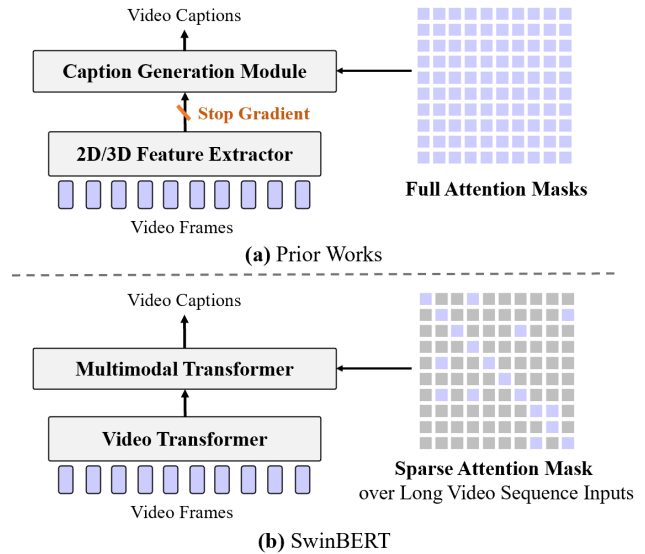 Video Captions
Caption Generation Module
Stop Gradient
2D/3D Feature Extractor
Full Attention Masks
Video Frames
(a) Prior Works
Video Captions
Multimodal Transformer
Video Transformer
Sparse Attention Mask
over Long Video Sequence Inputs
Video Frames
(b) SwinBERT